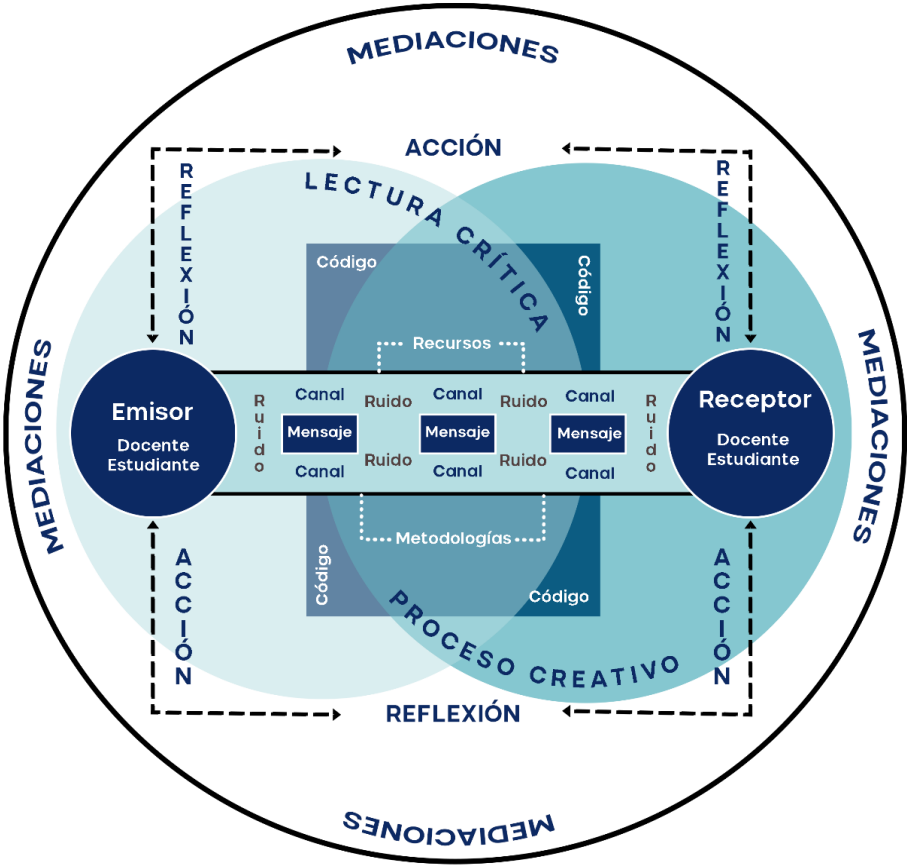 MEDIACIONES
ACCIÓN
REFLEXIÓN
REFLEXIÓN
LECTURA CRÍTICA
Código
Código
MEDIACIONES
MEDIACIONES
Recursos
Emisor
Docente
Estudiante
Ruido
Canal
Ruido
Canal
Ruido
Canal
Mensaje
Mensaje
Mensaje
Canal
Ruido
Canal
Ruido
Canal
Ruido
Receptor
Docente
Estudiante
Metodologías
Código
Código
ACCIÓN
ACCIÓN
PROCESO CREATIVO
REFLEXIÓN
MEDIACIONES